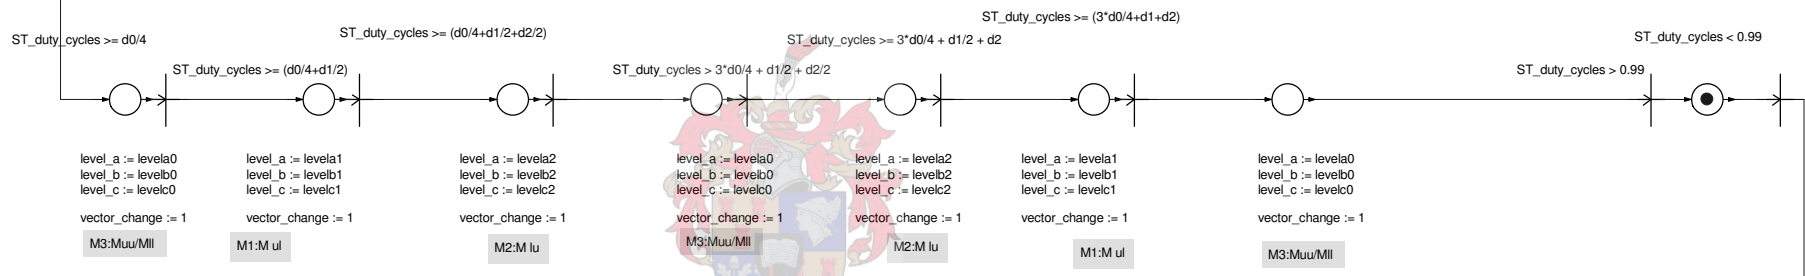 ST_duty_cycles >= (3*d0/4+d1+d2)
ST_duty_cycles >= d0/4
ST_duty_cycles >= (d0/4+d1/2+d2/2)
ST_duty_cycles >= 3*d0/4 + d1/2 + d2
ST_duty_cycles < 0.99
ST_duty_cycles >= (d0/4+d1/2)
ST_duty_cycles > 3*d0/4 + d1/2 + d2/2
ST_duty_cycles > 0.99
level_a := levela0
level_b := levelb0
level_c := levelc0
vector_change := 1
M3:Muu/Mll
level_a := levela1
level_b := levelb1
level_c := levelc1
vector_change := 1
M1:M ul
level_a := levela2
level_b := levelb2
level_c := levelc2
vector_change := 1
M2:M lu
level_a := levela0
level_b := levelb0
level_c := levelc0
vector_change := 1
M3:Muu/Mll
level_a := levela2
level_b := levelb2
level_c := levelc2
vector_change := 1
M2:M lu
level_a := levela1
level_b := levelb1
level_c := levelc1
vector_change := 1
M1:M ul
level_a := levela0
level_b := levelb0
level_c := levelc0
vector_change := 1
M3:Muu/Mll